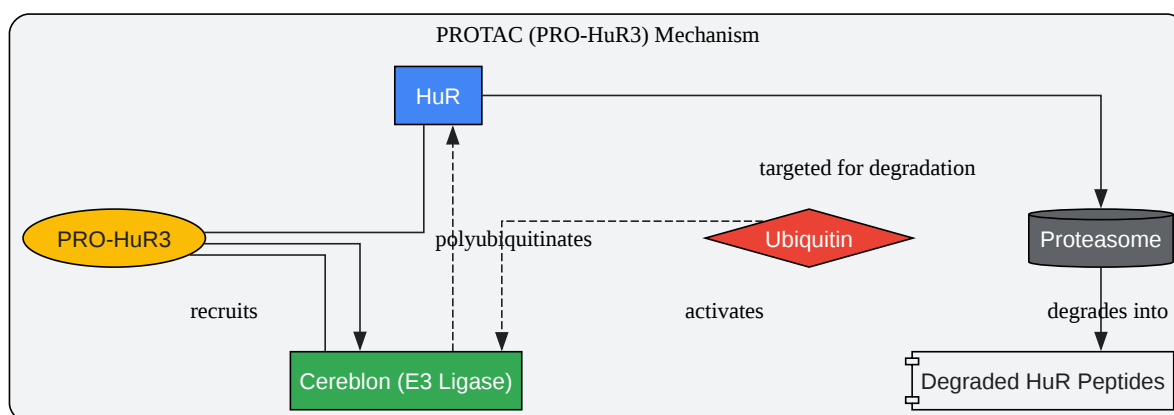 PROTAC (PRO-HuR3) Mechanism
HuR
targeted for degradation
PRO-HuR3
polyubiquitinates
Ubiquitin
Proteasome
recruits
activates
degrades into
Cereblon (E3 Ligase)
Degraded HuR Peptides